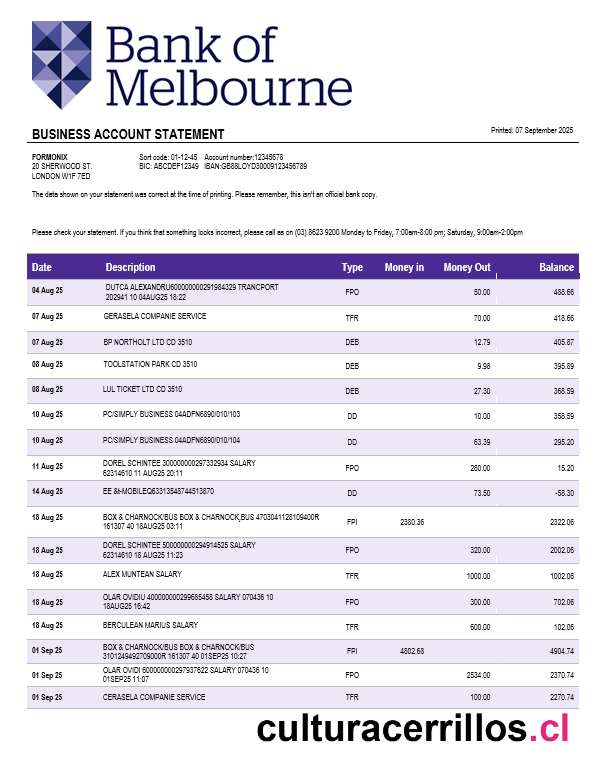 Bank of
Melbourne
BUSINESS ACCOUNT STATEMENT
Printed: 07 September 2025
FORMONIX
20 SHERWOOD ST.
LONDON W1F 7ED
Sort code: 01-12-45 Account number:12345678
BIC: ABCDEF12349 IBAN:GB88LOYD30009123456789
The data shown on your statement was correct at the time of printing. Please remember, this isn't an official bank copy.
Please check your statement. If you think that something looks incorrect, please call as on (03) 8623 9200 Monday to Friday, 7:00am-8:00 pm; Saturday, 9:00am-2:00pm
Date Description Type Money in Money Out Balance
04 Aug 25 DUTCA ALEXANDRU600000000291984329 TRANCPORT
202941 10 04AUG25 18:22 FPO 50.00 488.66
07 Aug 25 GERASELA COMPANIE SERVICE TFR 70.00 418.66
07 Aug 25 BP NORTHOLT LTD CD 3510 DEB 12.79 405.87
08 Aug 25 TOOLSTATION PARK CD 3510 DEB 9.98 395.89
08 Aug 25 LUL TICKET LTD CD 3510 DEB 27.30 368.59
10 Aug 25 PC/SIMPLY BUSINESS 04ADFN6890/010/103 DD 10.00 358.59
10 Aug 25 PC/SIMPLY BUSINESS 04ADFN6890/010/104 DD 63.39 295.20
11 Aug 25 DOREL SCHINTEE 300000000297332934 SALARY
62314610 11 AUG25 20:11 FPO 280.00 15.20
14 Aug 25 EE &t-MOBILEQ63313548744513870 DD 73.50 -58.30
18 Aug 25 BOX & CHARNOCK/BUS BOX & CHARNOCK,BUS 4703041128109400R
161307 40 18AUG25 03:11 FPI 2380.36 2322.06
18 Aug 25 DOREL SCHINTEE 500000000294914525 SALARY
62314610 18 AUG25 11:23 FPO 320.00 2002.06
18 Aug 25 ALEX MUNTEAN SALARY TFR 1000.00 1002.06
18 Aug 25 OLAR OVIDIU 400000000299685458 SALARY 070436 10
18AUG25 16:42 FPO 300.00 702.06
18 Aug 25 BERCULEAN MARIUS SALARY TFR 600.00 102.06
01 Sep 25 BOX & CHARNOCK/BUS BOX & CHARNOCK/BUS
3101249492709000R 161307 40 01SEP25 10:27 FPI 4802.68 4904.74
01 Sep 25 OLAR OVIDI 600000000297937622 SALARY 070436 10
01SEP25 11:07 FPO 2534.00 2370.74
01 Sep 25 CERASELA COMPANIE SERVICE TFR 100.00 2270.74
culturacerrillos.cl